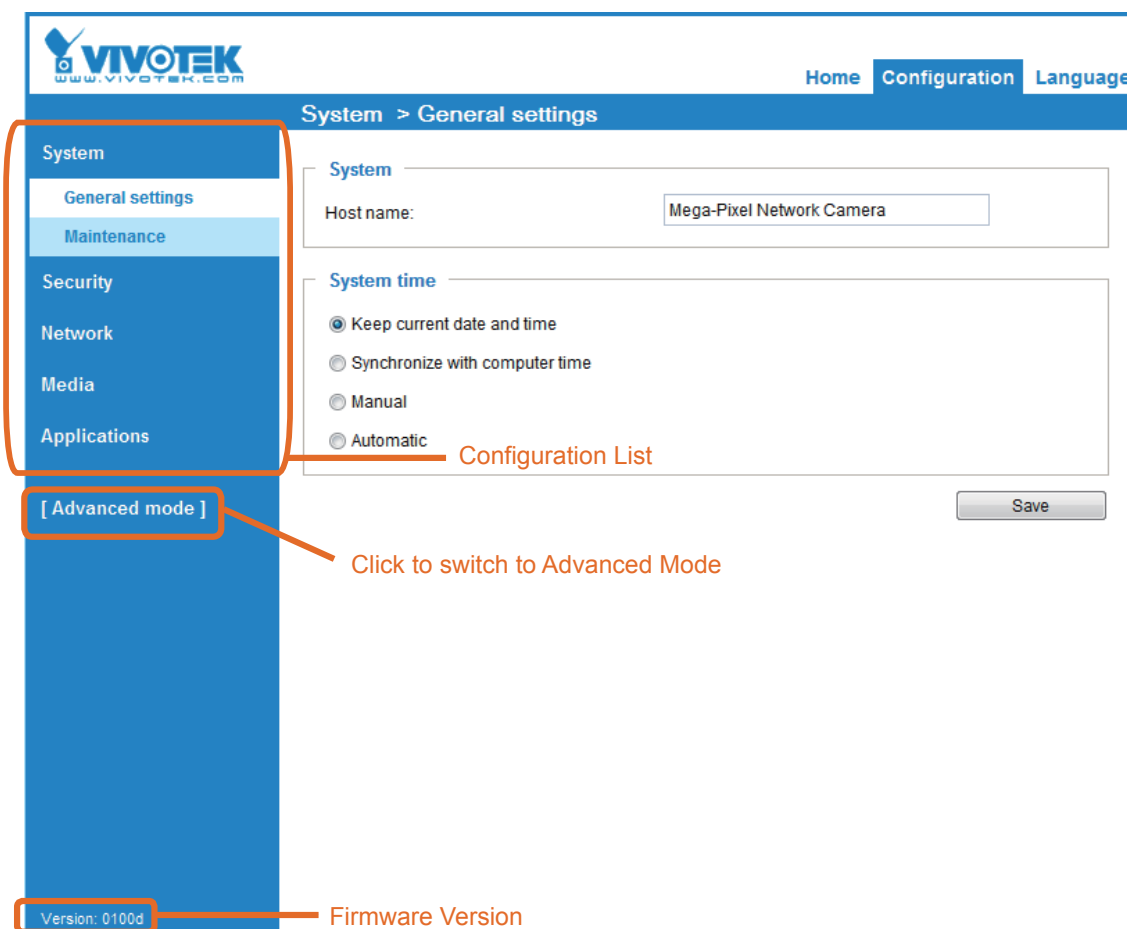 VIVOTEK
www.vivotek.com
Home Configuration Language
System > General settings
System
General settings
Maintenance
Security
Network
Media
Applications
[ Advanced mode ]
Version: 0100d
System
Host name: Mega-Pixel Network Camera
System time
Keep current date and time
Synchronize with computer time
Manual
Automatic
Configuration List
Save
Click to switch to Advanced Mode
Firmware Version